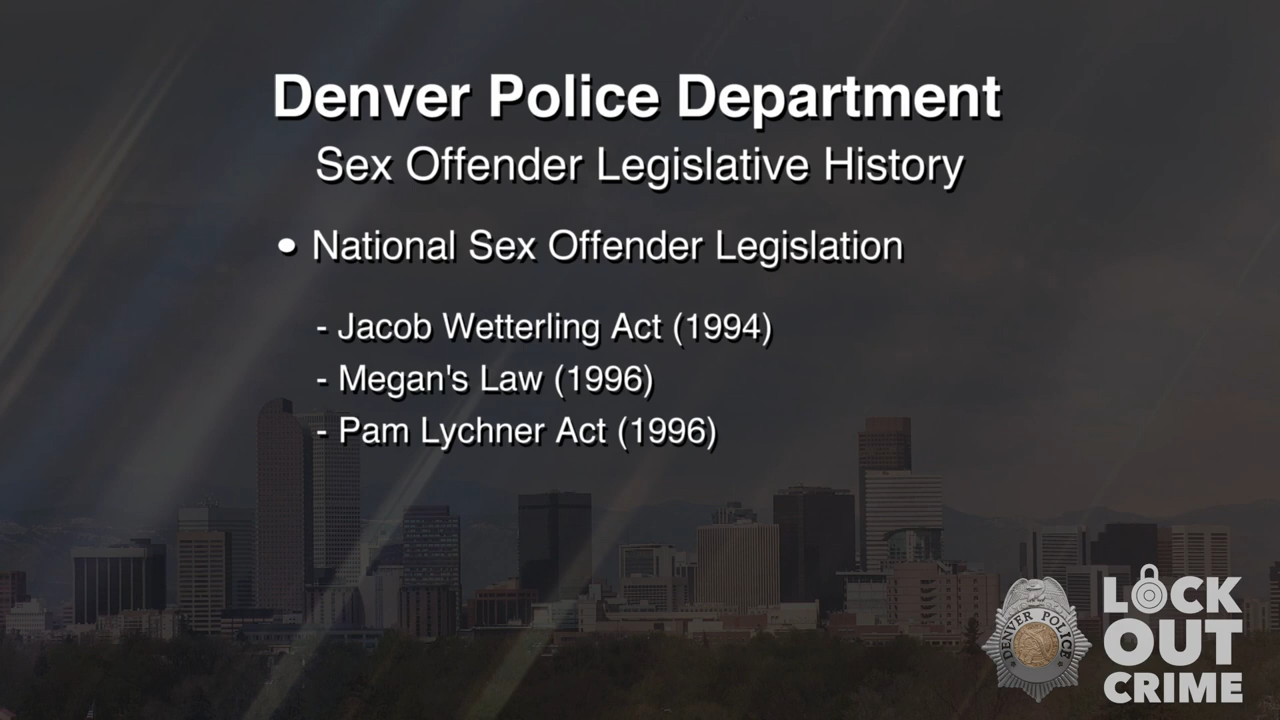 Denver Police Department
Sex Offender Legislative History
• National Sex Offender Legislation
- Jacob Wetterling Act (1994)
- Megan's Law (1996)
- Pam Lychner Act (1996)
DENVER POLICE
LOCK
OUT
CRIME